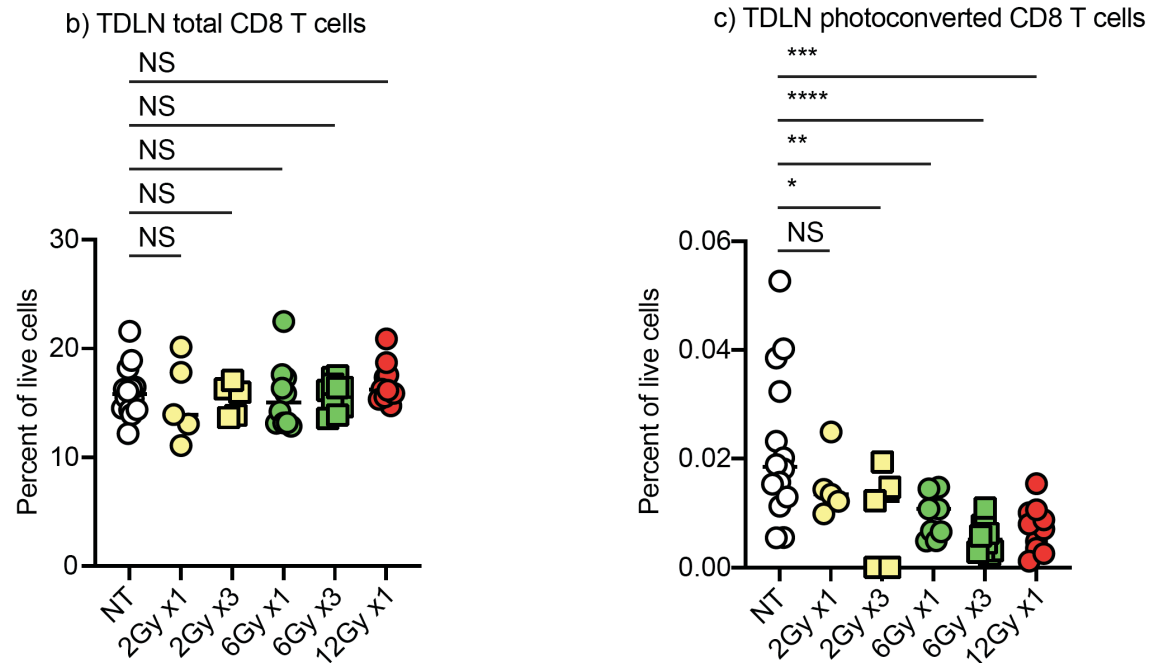 b) TDLN total CD8 T cells
NS
NS
NS
NS
NS
30
20
10
0
Percent of live cells
NT
2Gy x1
2Gy x3
6Gy x1
6Gy x3
12Gy x1
c) TDLN photoconverted CD8 T cells
***
****
**
*
NS
0.06
0.04
0.02
0.00
Percent of live cells
NT
2Gy x1
2Gy x3
6Gy x1
6Gy x3
12Gy x1